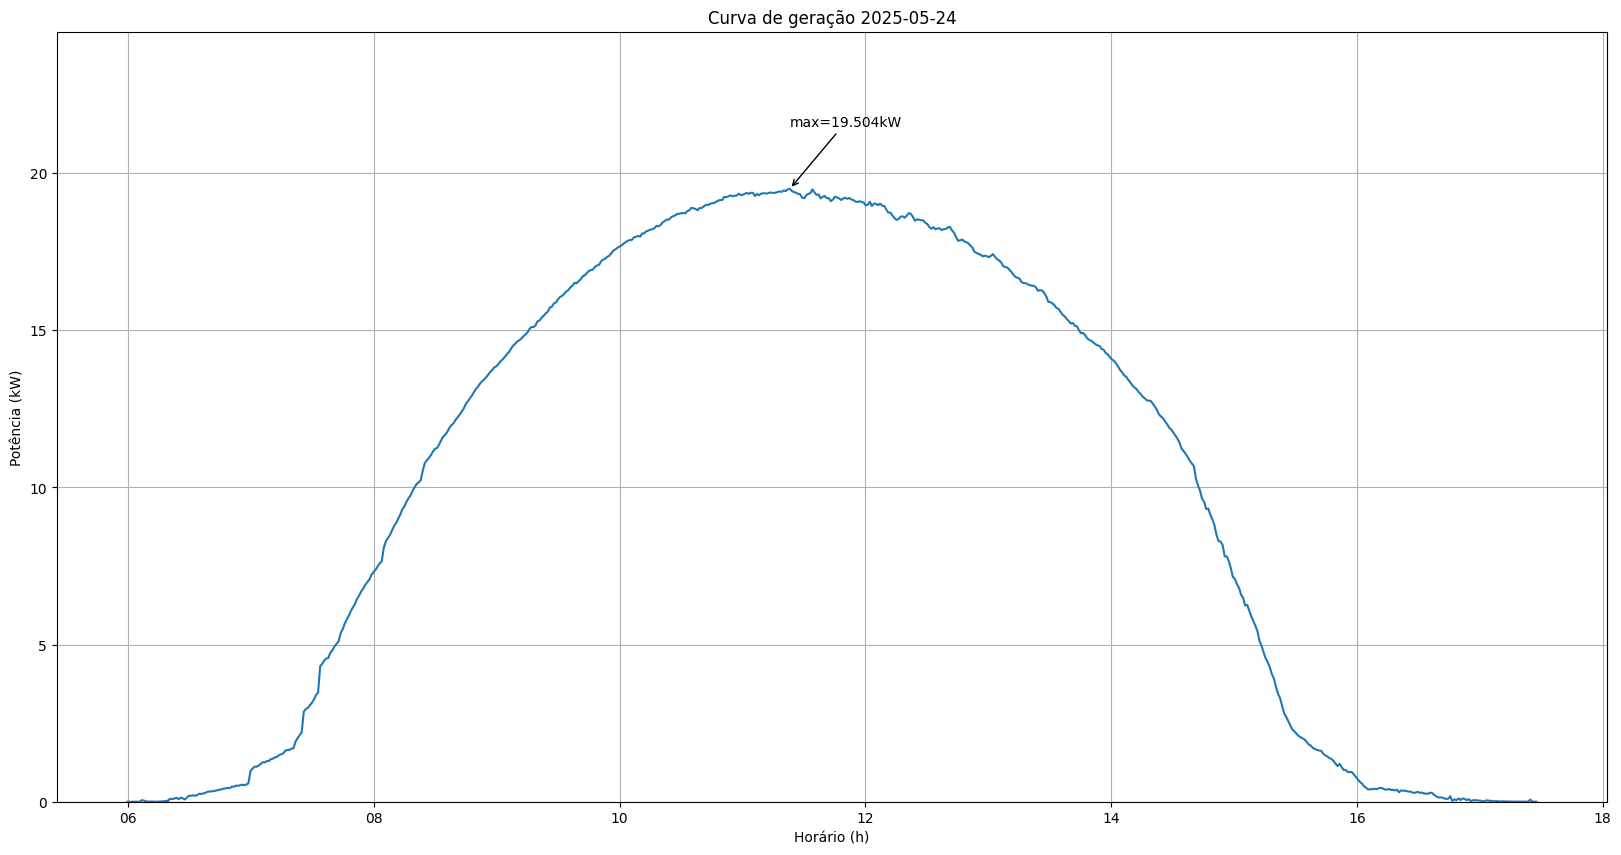 Curva de geração 2025-05-24
max=19.504kW
Potência (kW)
20
15
10
5
0
06 08 10 12 14 16 18
Horário (h)